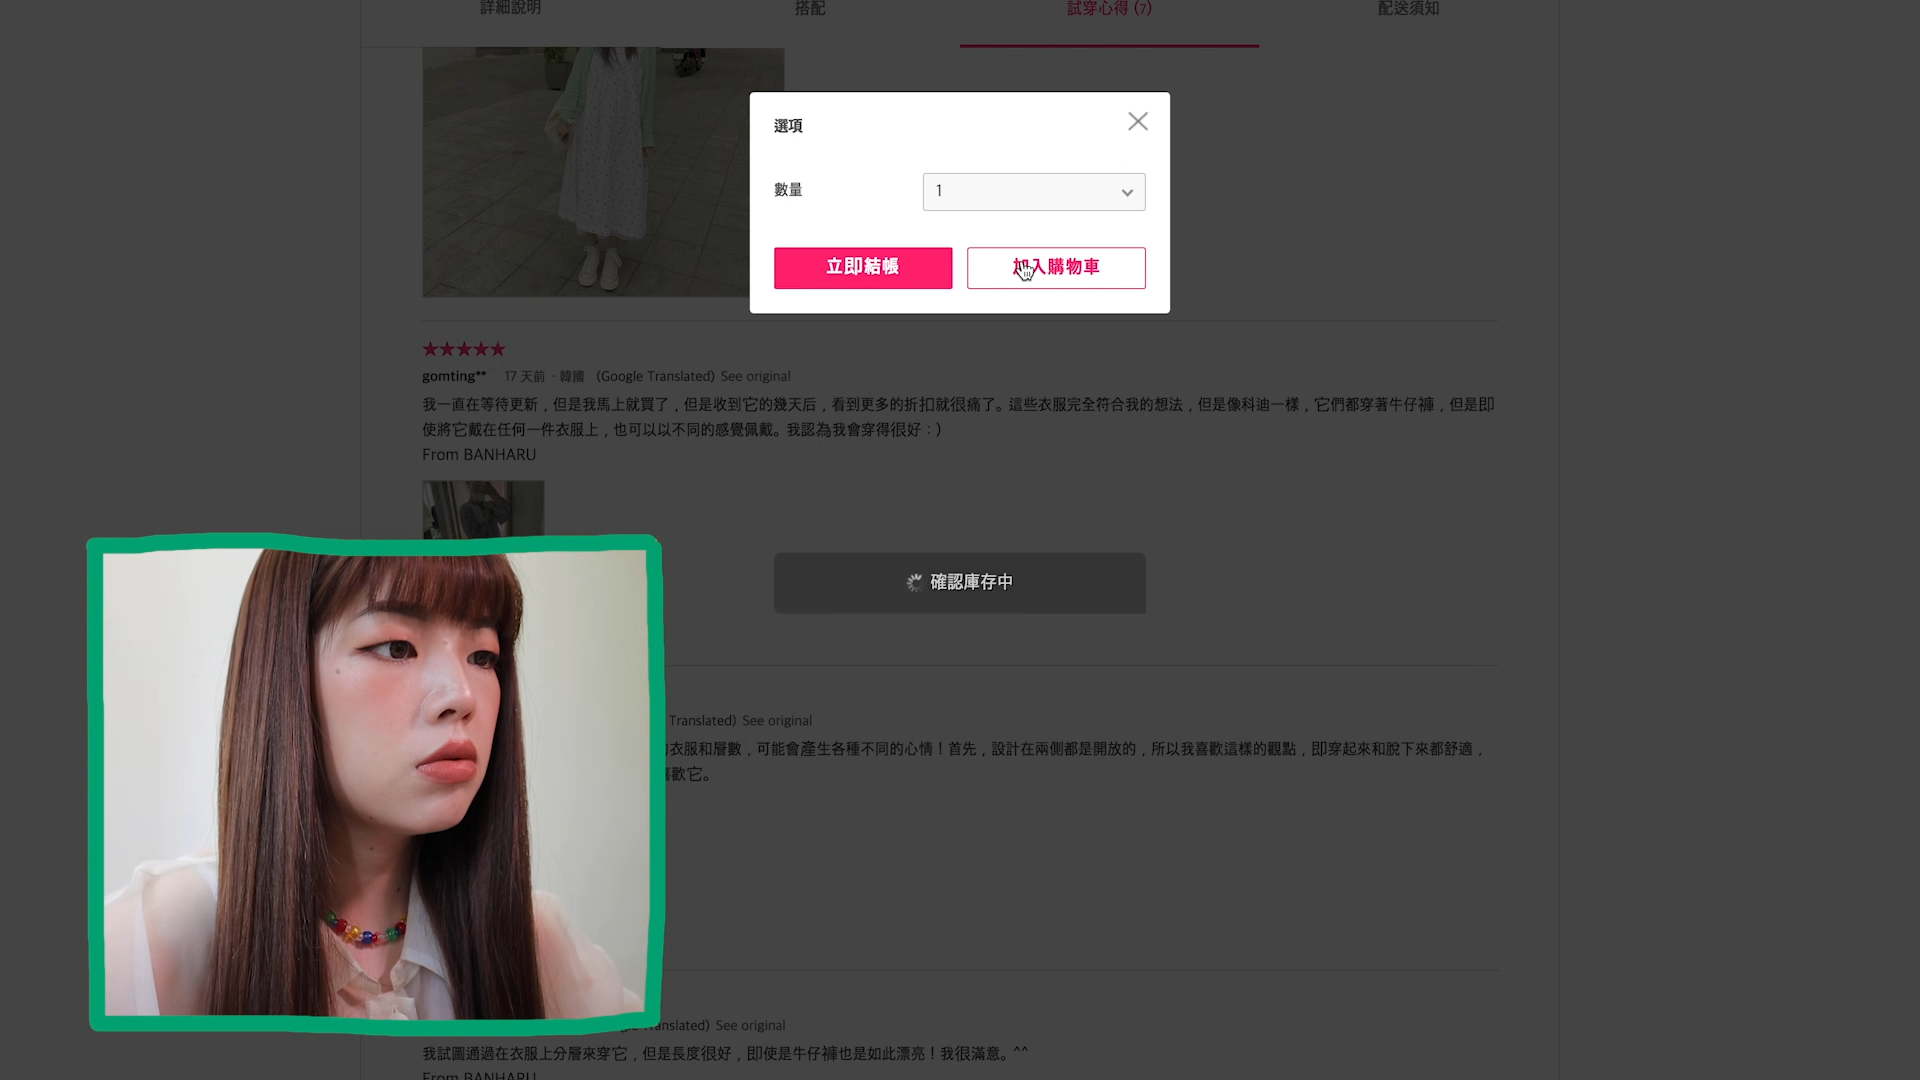 詳細說明
搭配
試穿心得 (7)
配送須知
選項
數量
1
立即結帳
加入購物車
★★★★★
gomting** 17 天前 · 韓國 (Google Translated) See original
我一直在等待更新，但是我馬上就買了，但是收到它的幾天后，看到更多的折扣就很痛了。這些衣服完全符合我的想法，但是像科迪一樣，它們都穿著牛仔褲，但是即
使將它戴在任何一件衣服上，也可以以不同的感覺佩戴。我認為我會穿得很好：）
From BANHARU
確認庫存中
Translated) See original
衣服和層數，可能會產生各種不同的心情！首先，設計在兩側都是開放的，所以我喜歡這樣的觀點，即穿起來和脫下來都舒適，
喜歡它。
anslated) See original
我試圖通過在衣服上分層來穿它，但是長度很好，即使是牛仔褲也是如此漂亮！我很滿意。^^
From BANHARU